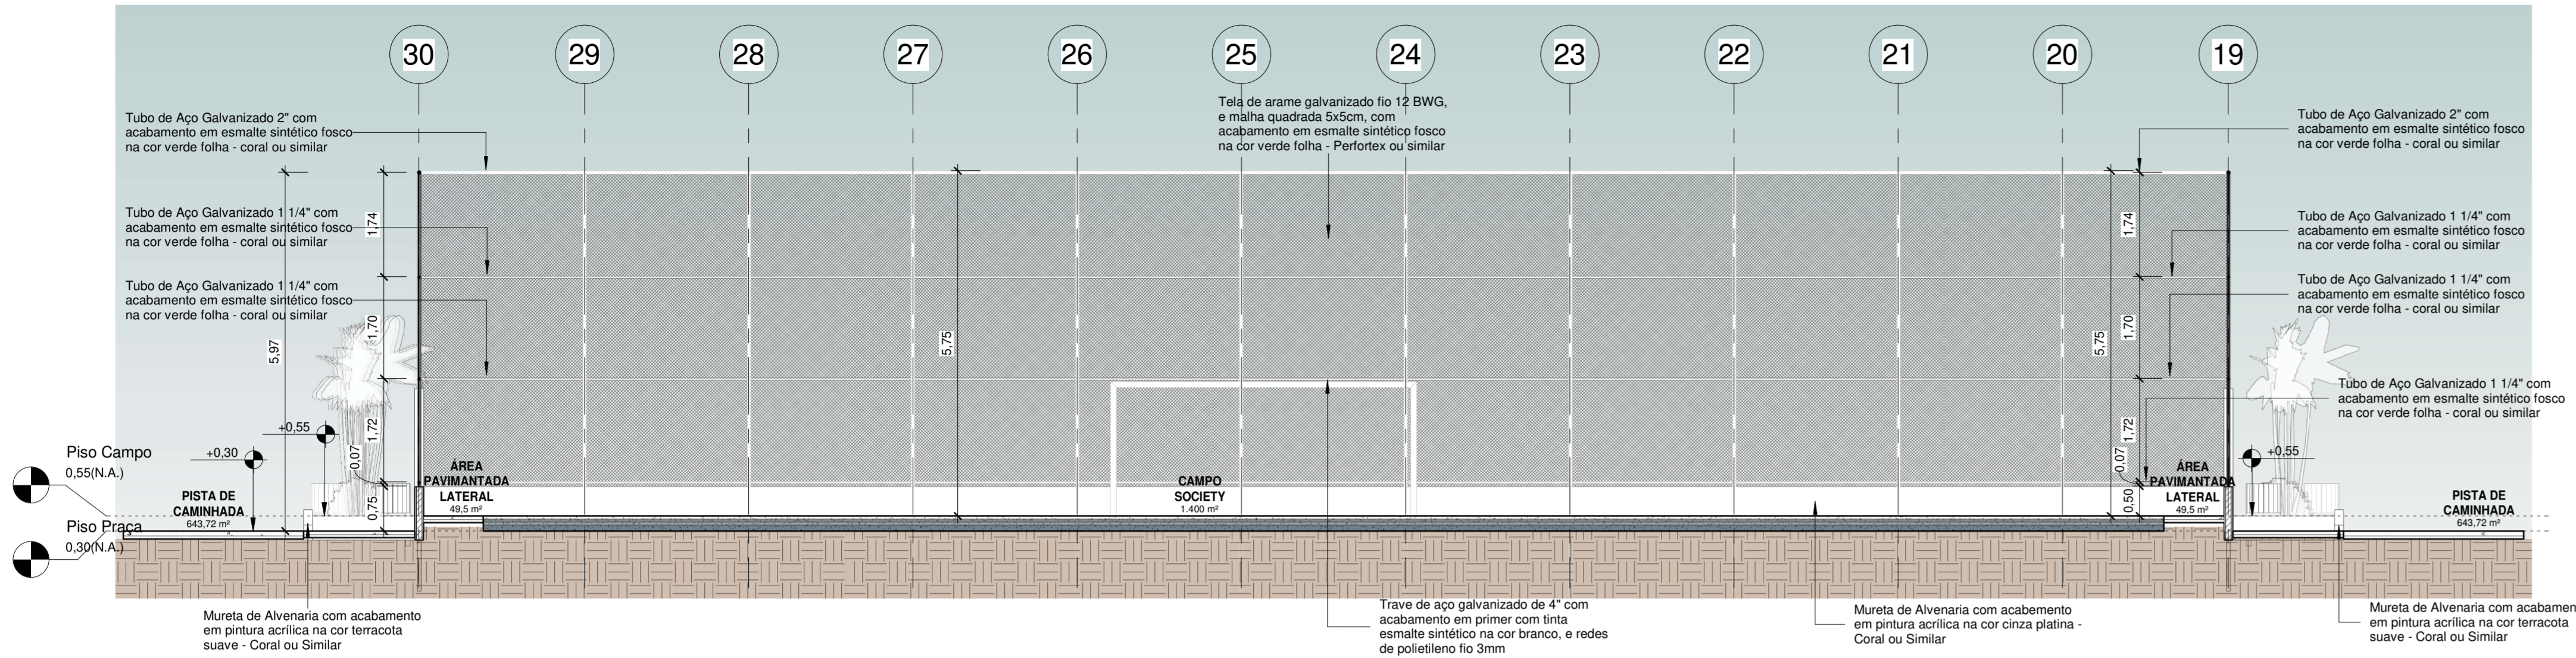 30
29
28
27
26
25
24
23
22
21
20
19
Tubo de Aço Galvanizado 2" com
acabamento em esmalte sintético fosco
na cor verde folha - coral ou similar
Tela de arame galvanizado fio 12 BWG,
e malha quadrada 5x5cm, com
acabamento em esmalte sintético fosco
na cor verde folha - Perfortex ou similar
Tubo de Aço Galvanizado 2" com
acabamento em esmalte sintético fosco
na cor verde folha - coral ou similar
Tubo de Aço Galvanizado 1 1/4" com
acabamento em esmalte sintético fosco
na cor verde folha - coral ou similar
Tubo de Aço Galvanizado 1 1/4" com
acabamento em esmalte sintético fosco
na cor verde folha - coral ou similar
Tubo de Aço Galvanizado 1 1/4" com
acabamento em esmalte sintético fosco
na cor verde folha - coral ou similar
Tubo de Aço Galvanizado 1 1/4" com
acabamento em esmalte sintético fosco
na cor verde folha - coral ou similar
Tubo de Aço Galvanizado 1 1/4" com
acabamento em esmalte sintético fosco
na cor verde folha - coral ou similar
5,97
1,74
1,70
1,72
0,07
0,75
5,75
5,75
1,74
1,70
1,72
0,07
0,50
+0,55
+0,30
+0,55
Piso Campo
0,55(N.A.)
Piso Praça
0,30(N.A.)
PISTA DE
CAMINHADA
643,72 m²
ÁREA
PAVIMANTADA
LATERAL
49,5 m²
CAMPO
SOCIETY
1.400 m²
ÁREA
PAVIMANTADA
LATERAL
49,5 m²
PISTA DE
CAMINHADA
643,72 m²
Mureta de Alvenaria com acabamento
em pintura acrílica na cor terracota
suave - Coral ou Similar
Trave de aço galvanizado de 4" com
acabamento em primer com tinta
esmalte sintético na cor branco, e redes
de polietileno fio 3mm
Mureta de Alvenaria com acabemento
em pintura acrílica na cor cinza platina -
Coral ou Similar
Mureta de Alvenaria com acabamen
em pintura acrílica na cor terracota
suave - Coral ou Similar